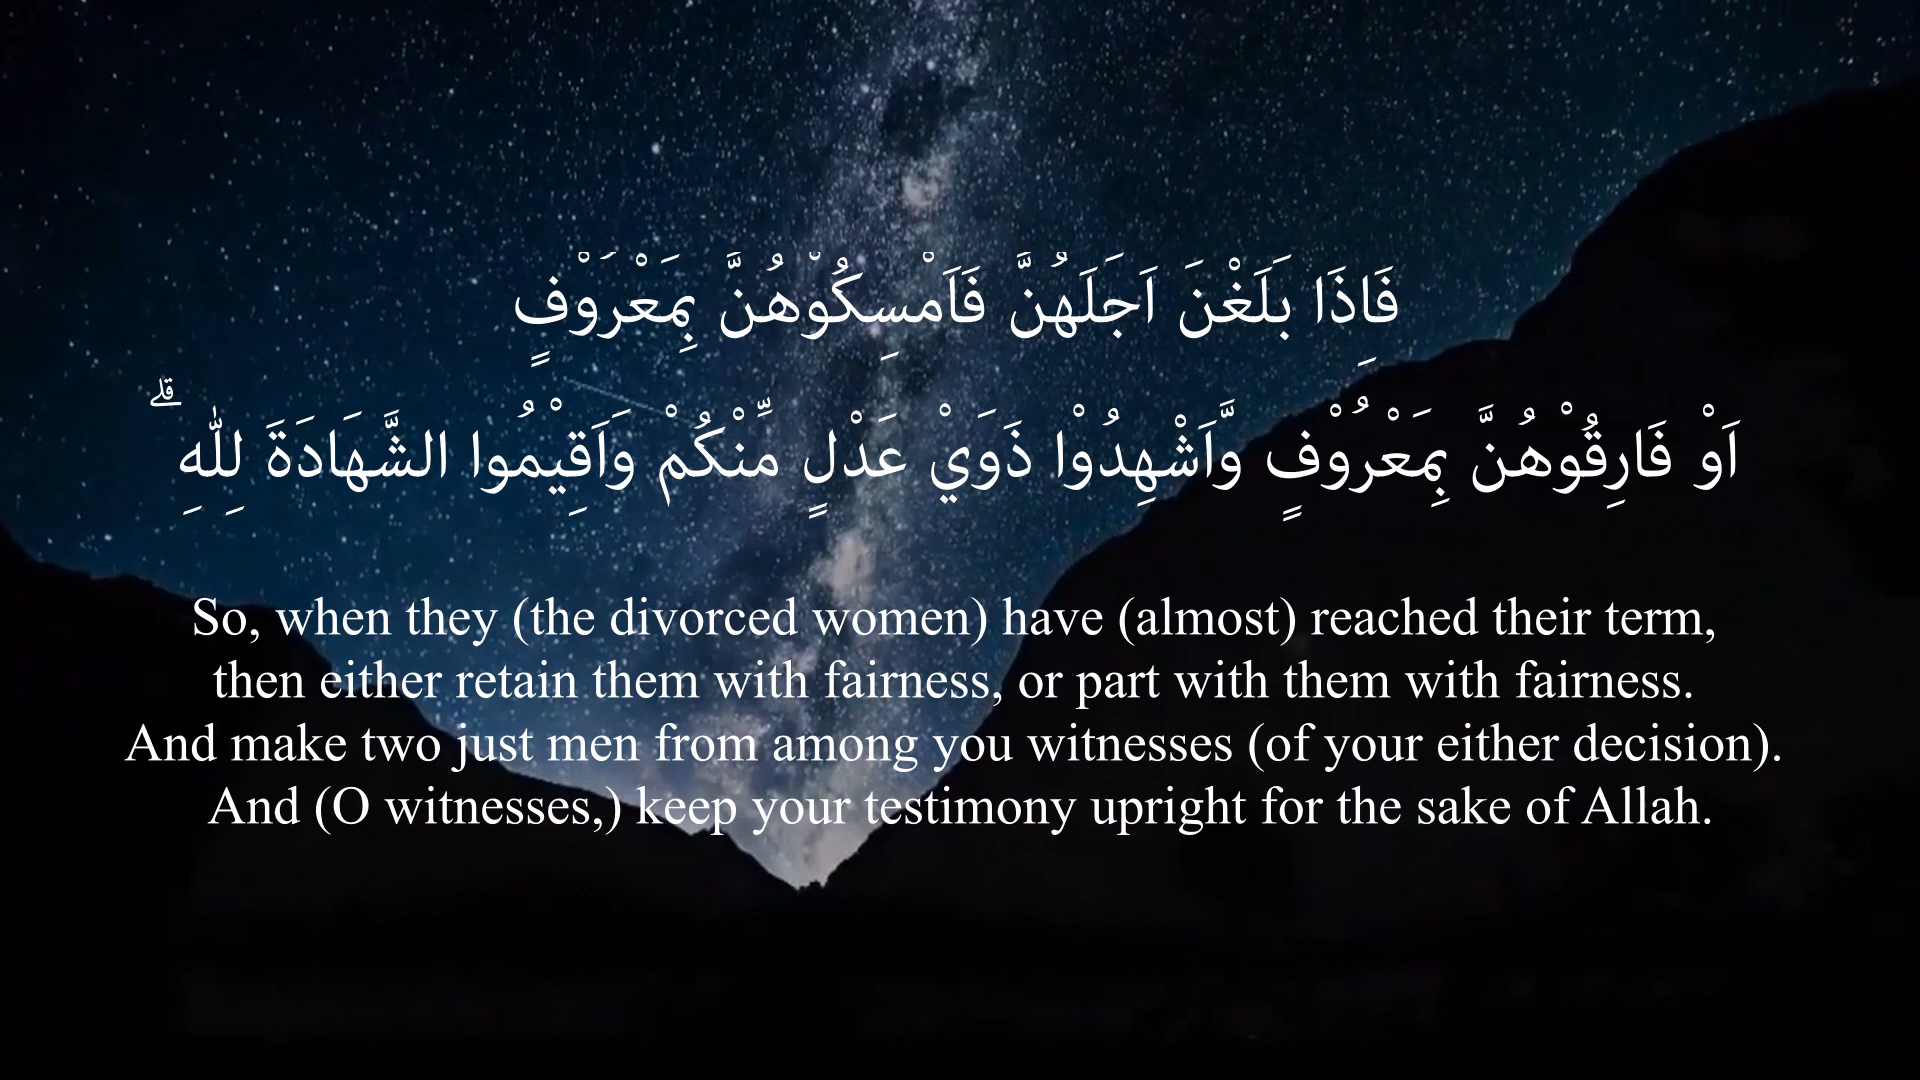 فَاِذَا بَلَغْنَ اَجَلَهُنَّ فَاَمْسِكُوْهُنَّ بِمَعْرُوْفٍ
اَوْ فَارِقُوْهُنَّ بِمَعْرُوْفٍ وَّاَشْهِدُوْا ذَوَيْ عَدْلٍ مِّنْكُمْ وَاَقِيْمُوا الشَّهَادَةَ لِلّٰهِ ۗ
So, when they (the divorced women) have (almost) reached their term,
then either retain them with fairness, or part with them with fairness.
And make two just men from among you witnesses (of your either decision).
And (O witnesses,) keep your testimony upright for the sake of Allah.